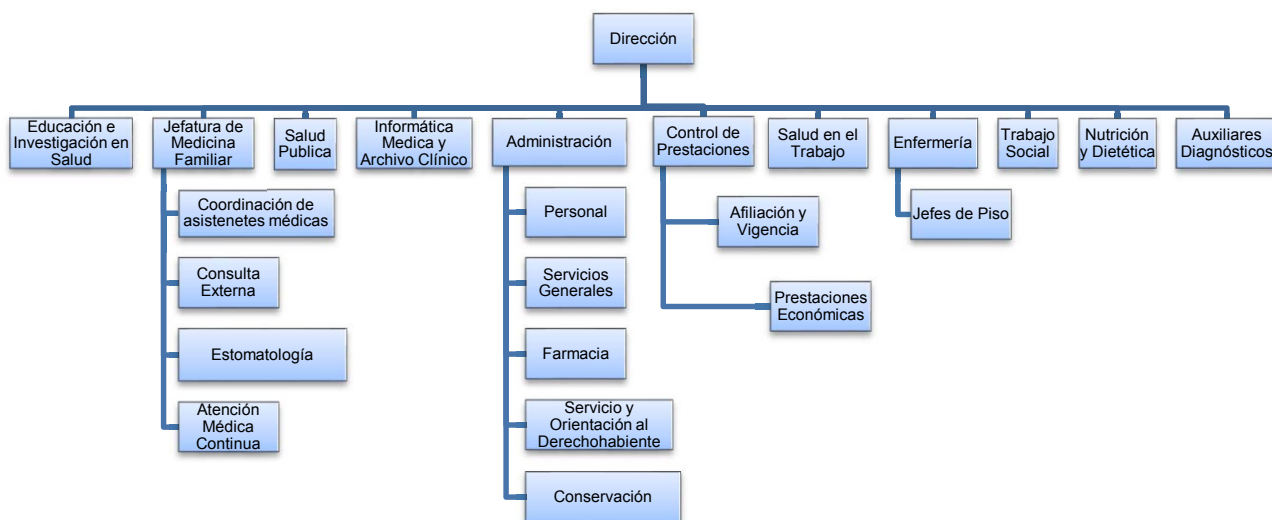 Dirección
Educación e
Investigación en
Salud
Jefatura de
Medicina
Familiar
Salud
Publica
Informática
Medica y
Archivo Clínico
Administración
Control de
Prestaciones
Salud en el
Trabajo
Enfermería
Trabajo
Social
Nutrición
y Dietética
Auxiliares
Diagnósticos
Coordinación de
asistenetes médicas
Consulta
Externa
Estomatología
Atención
Médica
Continua
Personal
Servicios
Generales
Farmacia
Servicio y
Orientación al
Derechohabiente
Conservación
Afiliación y
Vigencia
Prestaciones
Económicas
Jefes de Piso